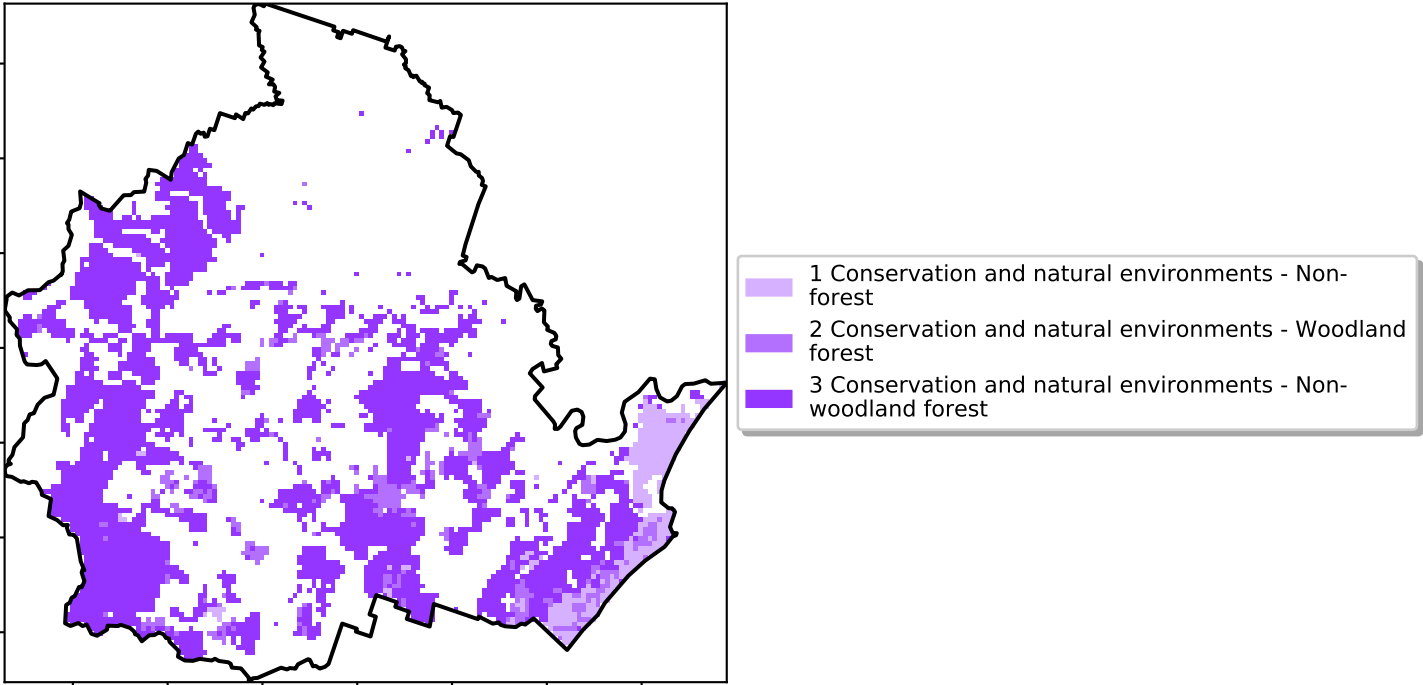 1 Conservation and natural environments - Non-
forest
2 Conservation and natural environments - Woodland
forest
3 Conservation and natural environments - Non-
woodland forest